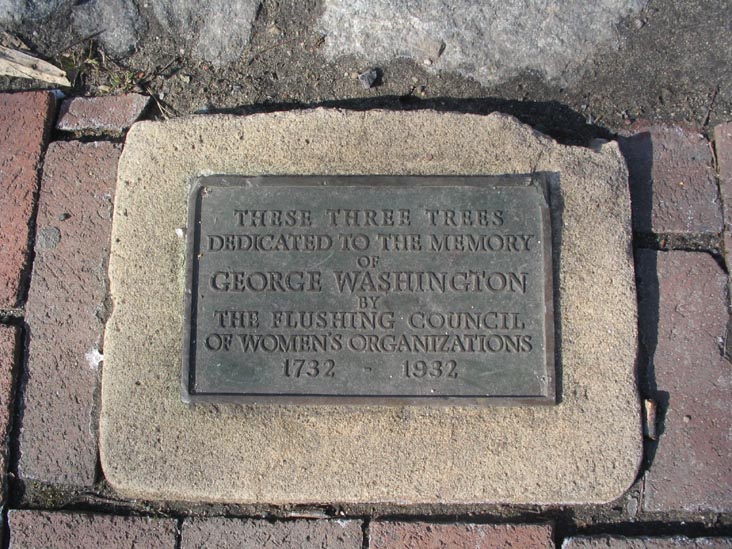 THESE THREE TREES
DEDICATED TO THE MEMORY
OF
GEORGE WASHINGTON
BY
THE FLUSHING COUNCIL
OF WOMEN'S ORGANIZATIONS
1732 - 1932